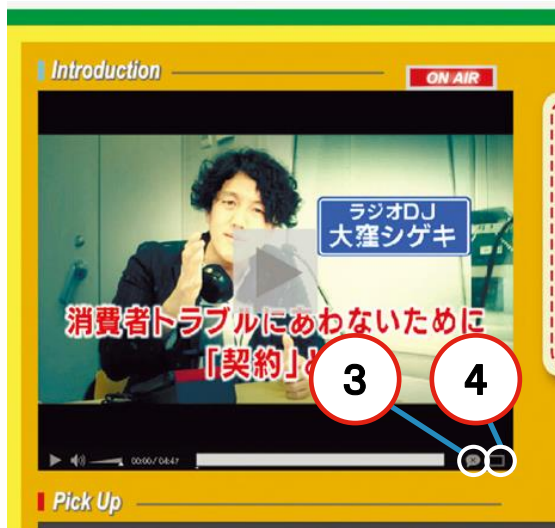 Introduction
ON AIR
ラジオDJ
大窪シゲキ
消費者トラブルにあわないために
「契約」
3
4
00:00/04:47
Pick Up